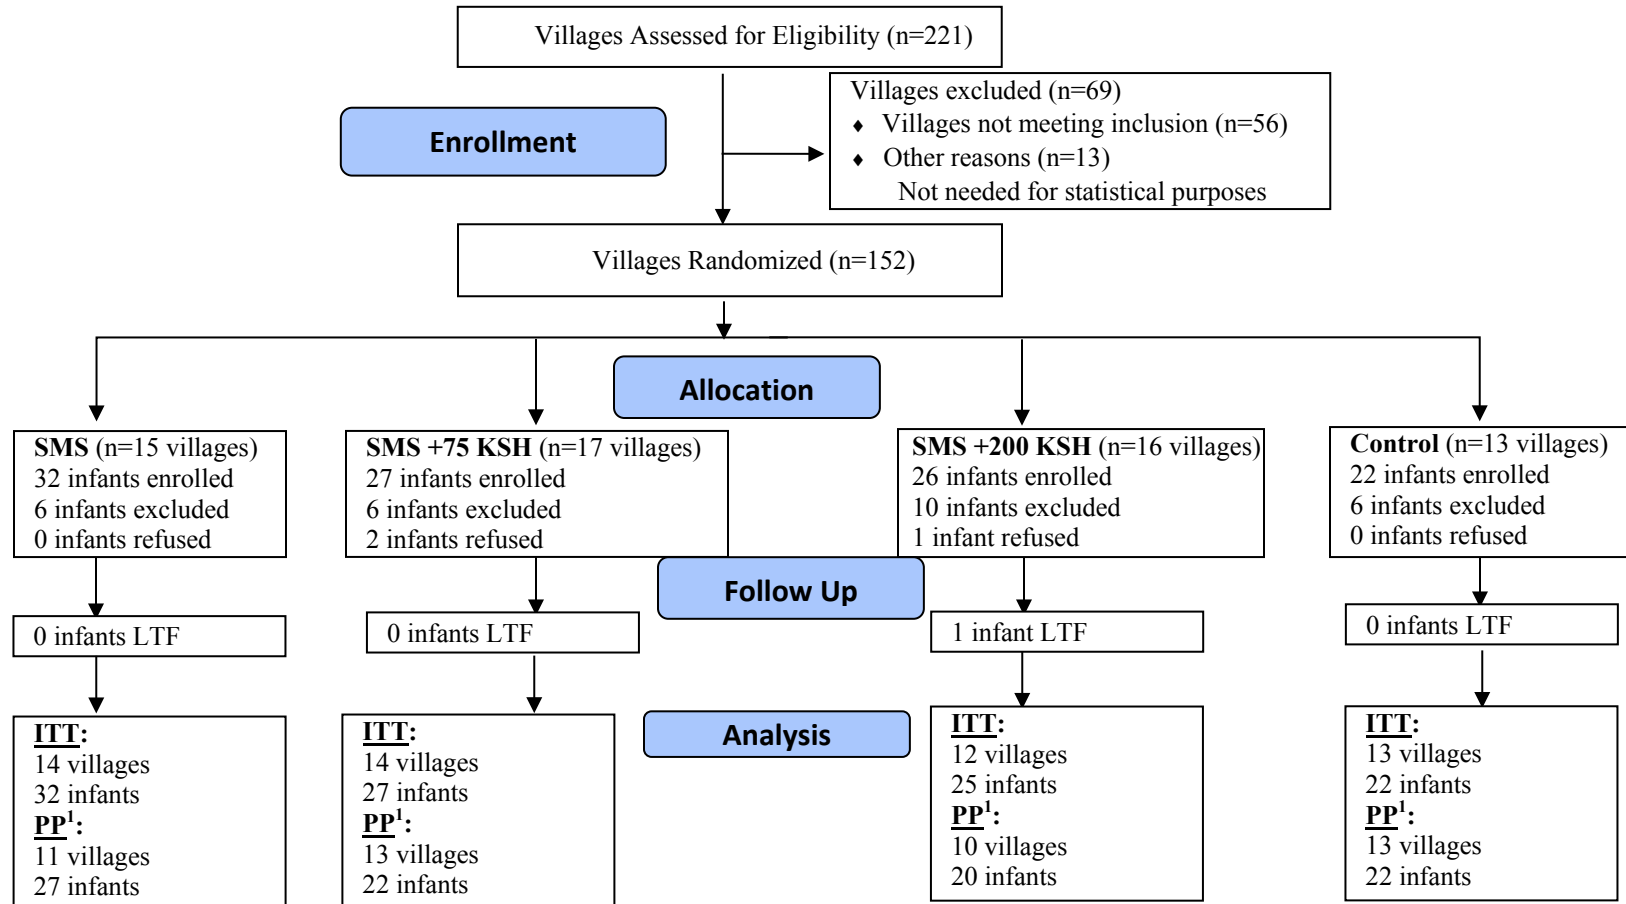 Villages Assessed for Eligibility (n=221)
Villages excluded (n=69)
♦ Villages not meeting inclusion (n=56)
♦ Other reasons (n=13)
Not needed for statistical purposes
Enrollment
Villages Randomized (n=152)
Allocation
SMS (n=15 villages)
32 infants enrolled
6 infants excluded
0 infants refused
SMS +75 KSH (n=17 villages)
27 infants enrolled
6 infants excluded
2 infants refused
SMS +200 KSH (n=16 villages)
26 infants enrolled
10 infants excluded
1 infant refused
Control (n=13 villages)
22 infants enrolled
6 infants excluded
0 infants refused
Follow Up
0 infants LTF
0 infants LTF
1 infant LTF
0 infants LTF
Analysis
ITT:
14 villages
32 infants
PP¹:
11 villages
27 infants
ITT:
14 villages
27 infants
PP¹:
13 villages
22 infants
ITT:
12 villages
25 infants
PP¹:
10 villages
20 infants
ITT:
13 villages
22 infants
PP¹:
13 villages
22 infants